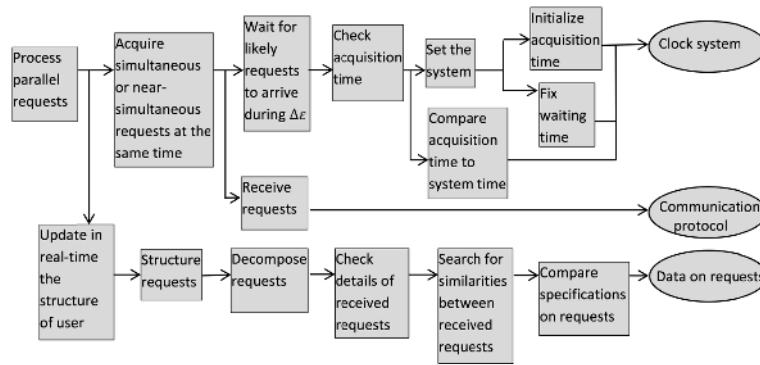 Process
parallel
requests
Acquire
simultaneous
or near-
simultaneous
requests at the
same time
Wait for
likely
requests
to arrive
during Δε
Check
acquisition
time
Set the
system
Initialize
acquisition
time
Fix
waiting
time
Clock system
Compare
acquisition
time to
system time
Receive
requests
Communication
protocol
Update in
real-time
the
structure
of user
Structure
requests
Decompose
requests
Check
details of
received
requests
Search for
similarities
between
received
requests
Compare
specifications
on requests
Data on requests